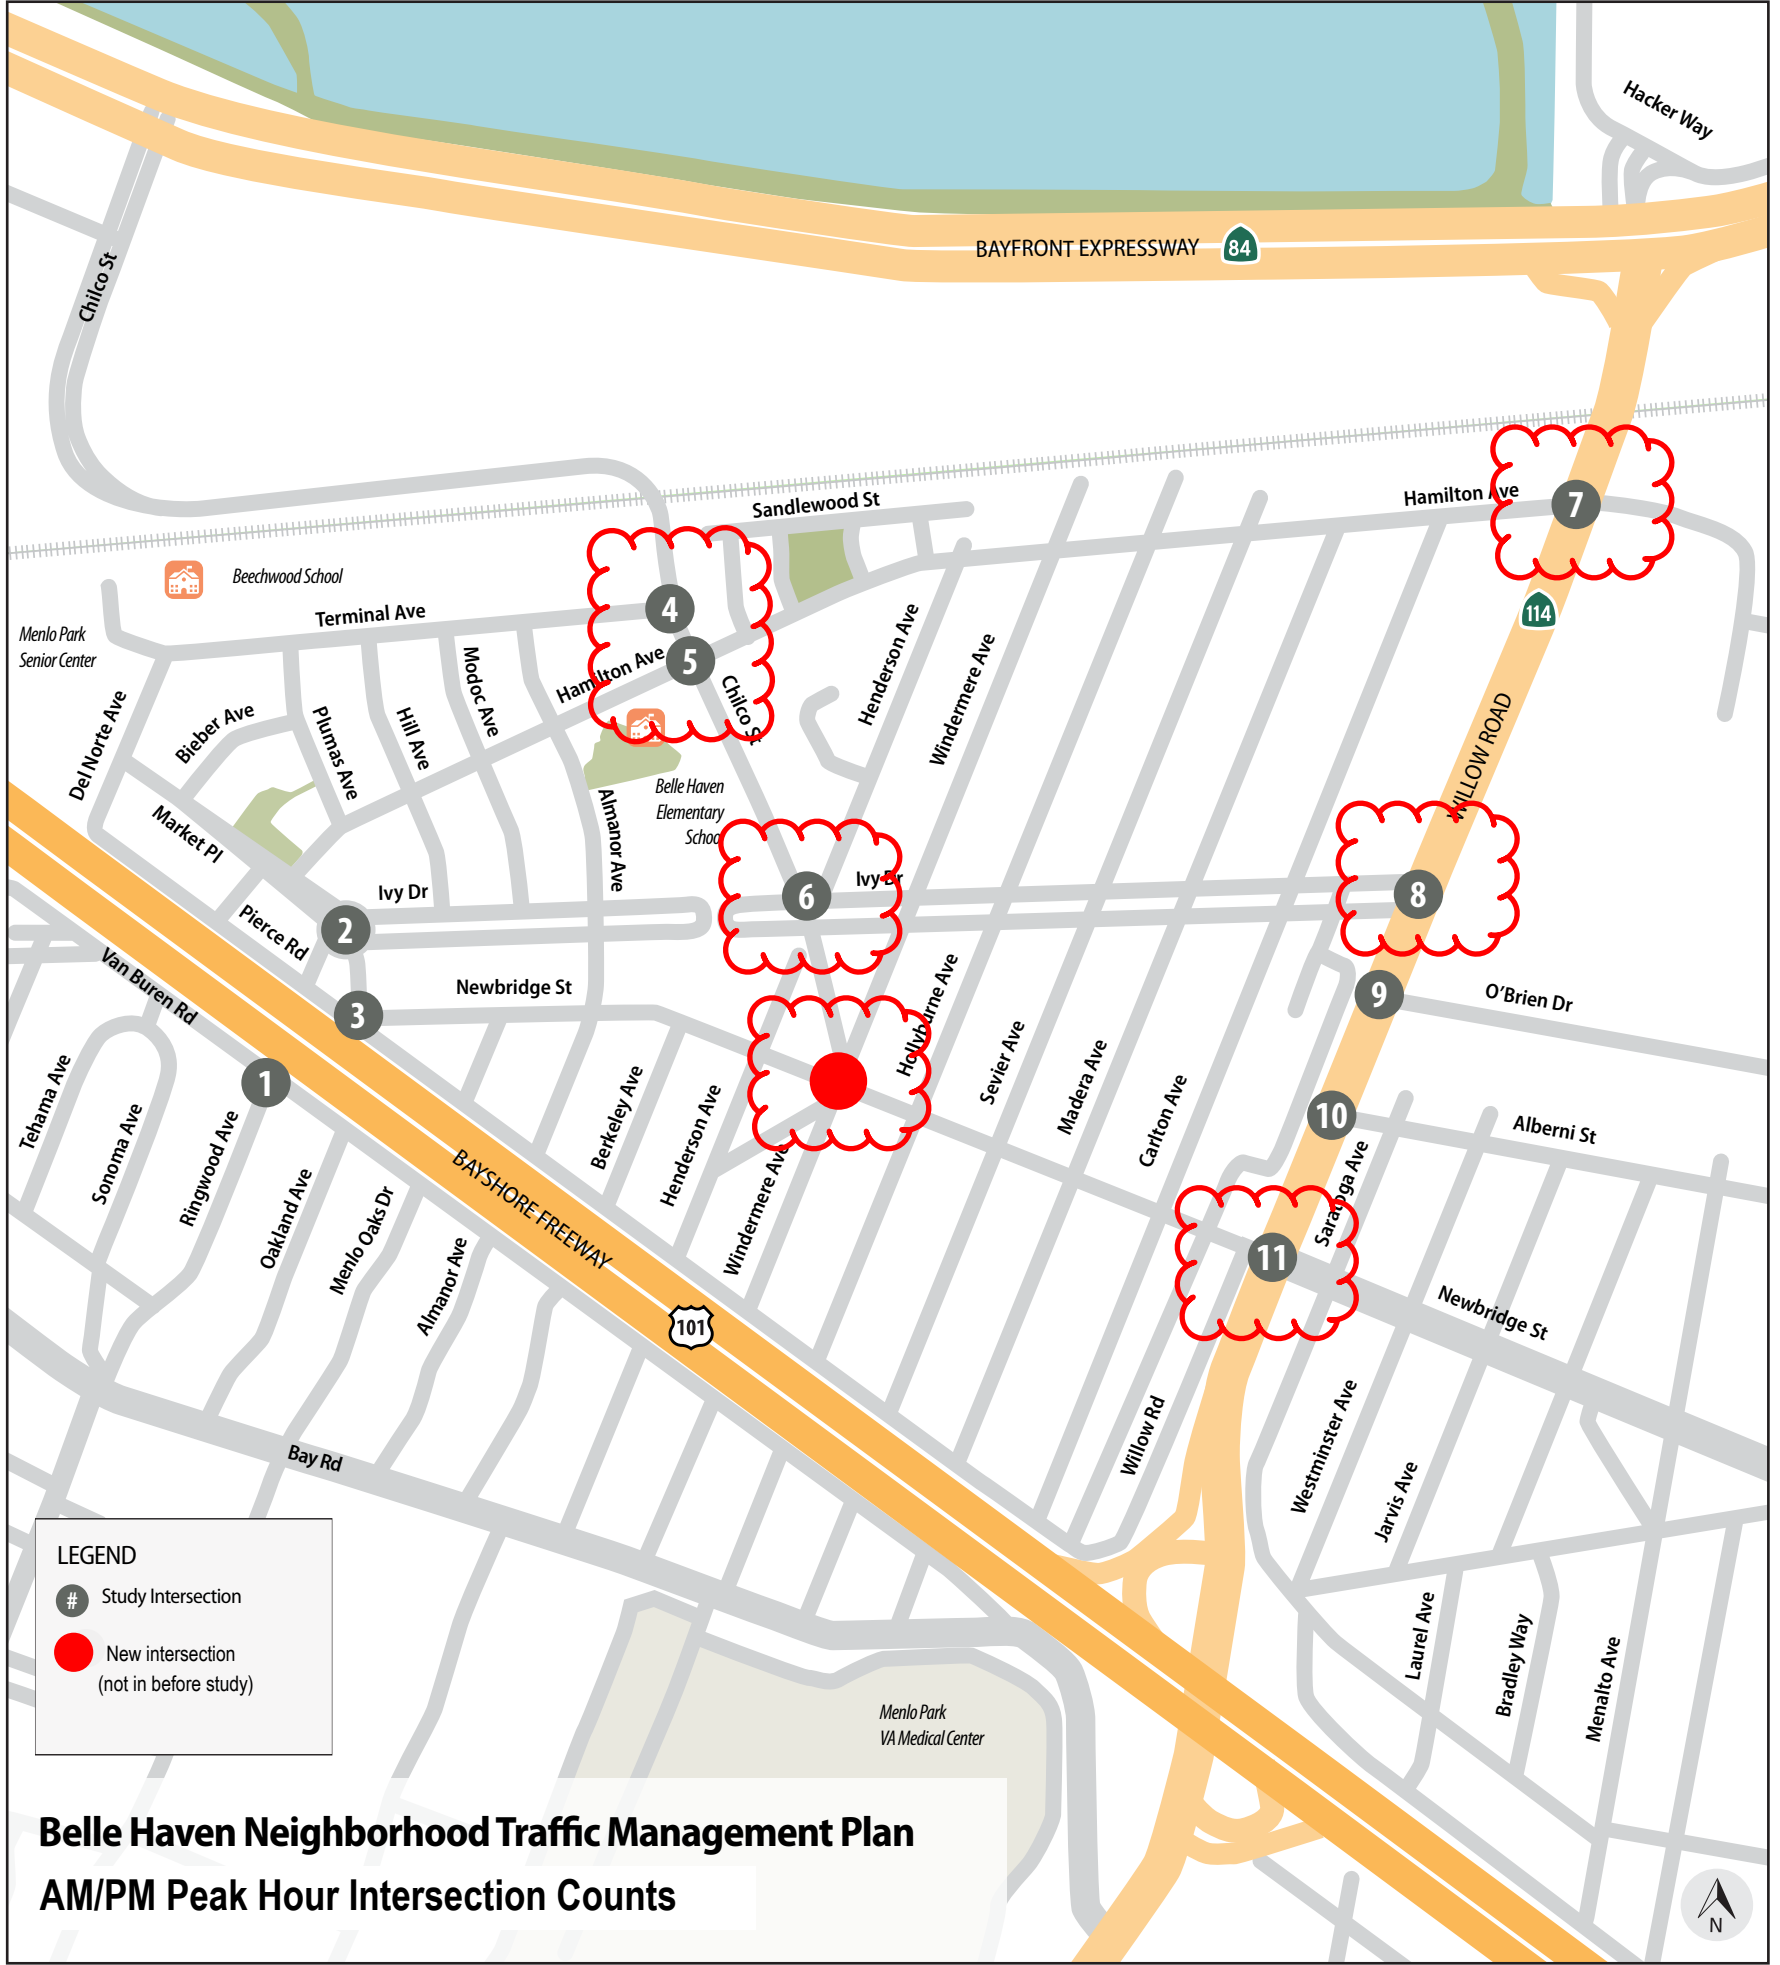 Hacker Way
BAYFRONT EXPRESSWAY
84
Chilco St
Sandlewood St
Hamilton Ave
7
114
Beechwood School
Terminal Ave
4
Menlo Park
Senior Center
5
Hamilton Ave
Chilco St
Henderson Ave
Windermere Ave
Modoc Ave
Hill Ave
Plumas Ave
Bieber Ave
Del Norte Ave
WILLOW ROAD
Belle Haven
Elementary
School
Almanor Ave
Market Pl
Ivy Dr
6
Ivy Dr
8
2
Pierce Rd
Van Buren Rd
Newbridge St
3
9
O'Brien Dr
Hollyburne Ave
Sevier Ave
Madera Ave
Carlton Ave
1
10
Alberni St
Tehama Ave
Sonoma Ave
Ringwood Ave
Oakland Ave
Menlo Oaks Dr
Almanor Ave
Berkeley Ave
Henderson Ave
Windermere Ave
BAYSHORE FREEWAY
101
Saratoga Ave
11
Newbridge St
Willow Rd
Westminster Ave
Jarvis Ave
Bay Rd
Laurel Ave
Bradley Way
Menalto Ave
LEGEND
# Study Intersection
New intersection
(not in before study)
Menlo Park
VA Medical Center
Belle Haven Neighborhood Traffic Management Plan
AM/PM Peak Hour Intersection Counts
N